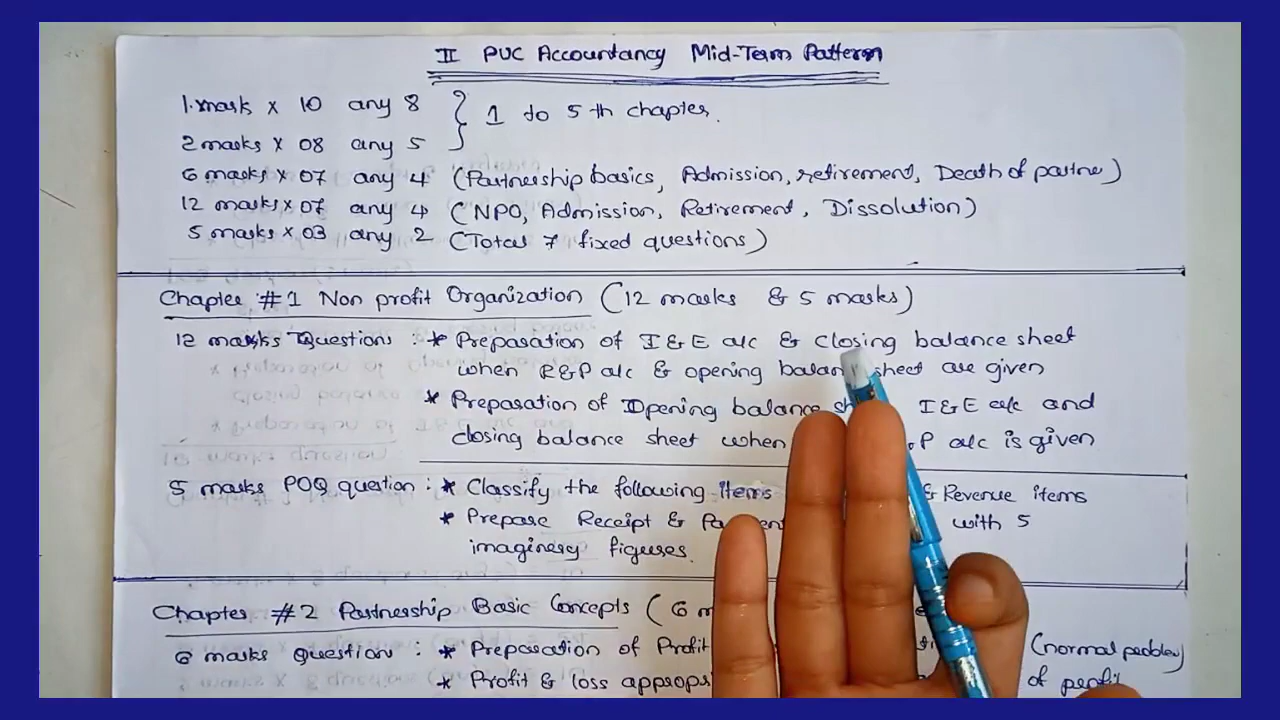 II PUC Accountancy Mid-Term Pattern
1 mark x 10 any 8
2 marks x 08 any 5 } 1 to 5 th chapter.
6 marks x 07 any 4 (Partnership basics, Admission, retirement, Death of partner)
12 marks x 07 any 4 (NPO, Admission, Retirement, Dissolution)
5 marks x 03 any 2 (Total 7 fixed questions)
Chapter #1 Non profit Organization (12 marks & 5 marks)
12 marks Questions : * Preparation of I&E a/c & closing balance sheet
when R&P a/c & opening balance sheet are given
* Preparation of Opening balance I&E a/c and
closing balance sheet when P a/c is given
5 marks POQ question : * Classify the following items & Revenue items
* Prepare Receipt & with 5
imaginery figures.
Chapter #2 Partnership Basic Concepts (6
6 marks Question : * Preparation of Profit (normal problem)
* Profit & loss of profit